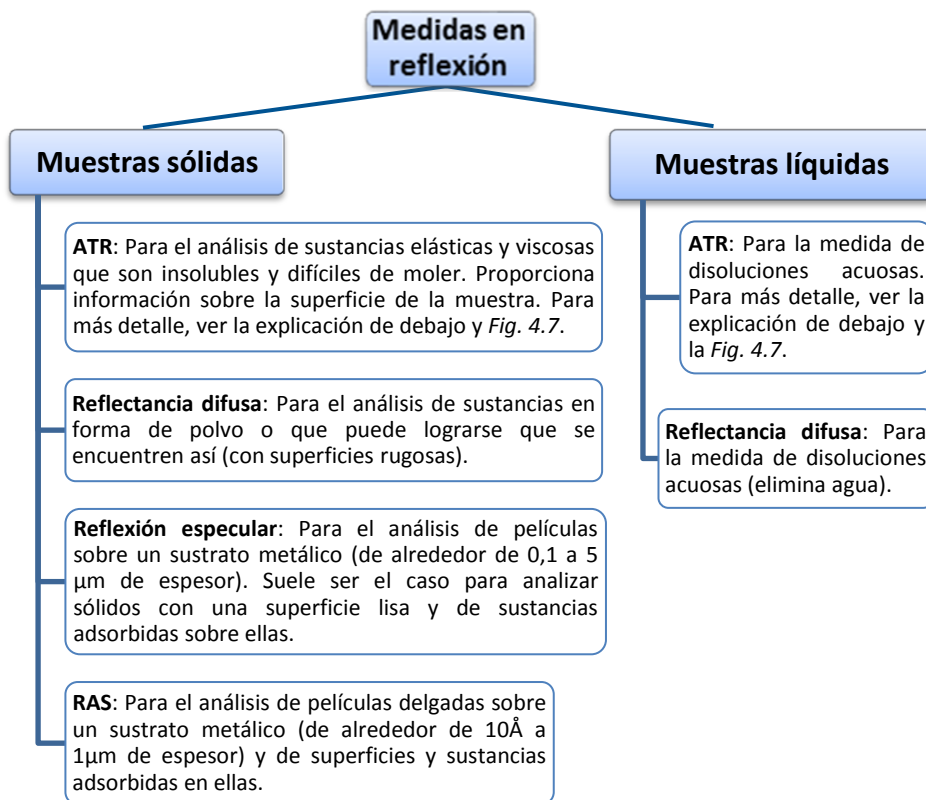 Medidas en
reflexión
Muestras sólidas
ATR: Para el análisis de sustancias elásticas y viscosas
que son insolubles y difíciles de moler. Proporciona
información sobre la superficie de la muestra. Para
más detalle, ver la explicación de debajo y Fig. 4.7.
Reflectancia difusa: Para el análisis de sustancias en
forma de polvo o que puede lograrse que se
encuentren así (con superficies rugosas).
Reflexión especular: Para el análisis de películas
sobre un sustrato metálico (de alrededor de 0,1 a 5
µm de espesor). Suele ser el caso para analizar
sólidos con una superficie lisa y de sustancias
adsorbidas sobre ellas.
RAS: Para el análisis de películas delgadas sobre
un sustrato metálico (de alrededor de 10Å a
1µm de espesor) y de superficies y sustancias
adsorbidas en ellas.
Muestras líquidas
ATR: Para la medida de
disoluciones acuosas.
Para más detalle, ver la
explicación de debajo y
la Fig. 4.7.
Reflectancia difusa: Para
la medida de disoluciones
acuosas (elimina agua).